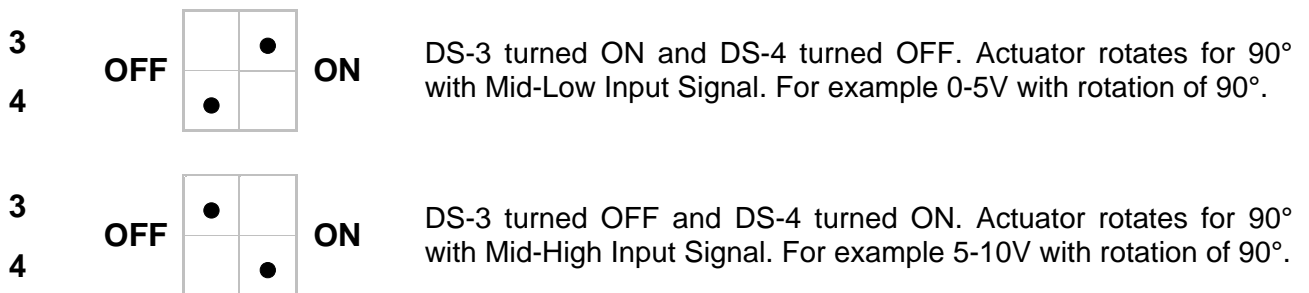 3
OFF ON
4
DS-3 turned ON and DS-4 turned OFF. Actuator rotates for 90°
with Mid-Low Input Signal. For example 0-5V with rotation of 90°.
3
OFF ON
4
DS-3 turned OFF and DS-4 turned ON. Actuator rotates for 90°
with Mid-High Input Signal. For example 5-10V with rotation of 90°.